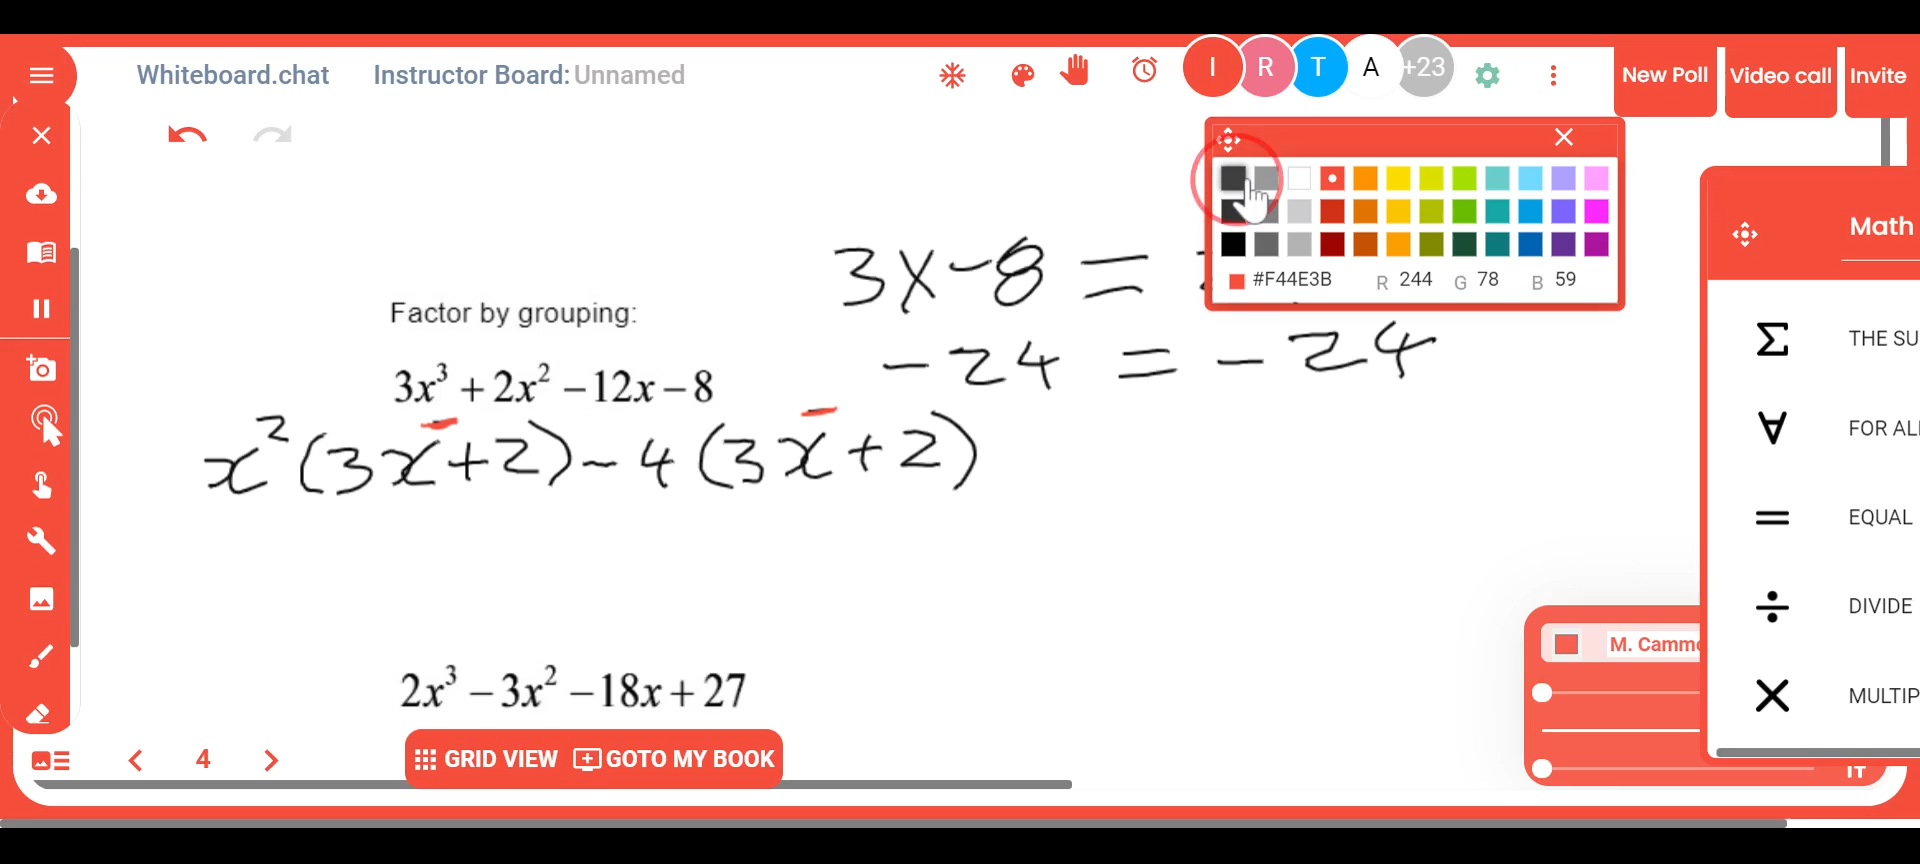 Whiteboard.chat Instructor Board: Unnamed
I R T A +23
New Poll Video call Invite
#F44E3B R 244 G 78 B 59
Math
3x - 8 =
-24 = -24
Factor by grouping:
3x³ + 2x² − 12x − 8
x²(3x+2) - 4(3x+2)
2x³ − 3x² − 18x + 27
Σ THE SU
∀ FOR ALL
= EQUAL
÷ DIVIDE
× MULTIP
M. Camm
4
GRID VIEW GOTO MY BOOK